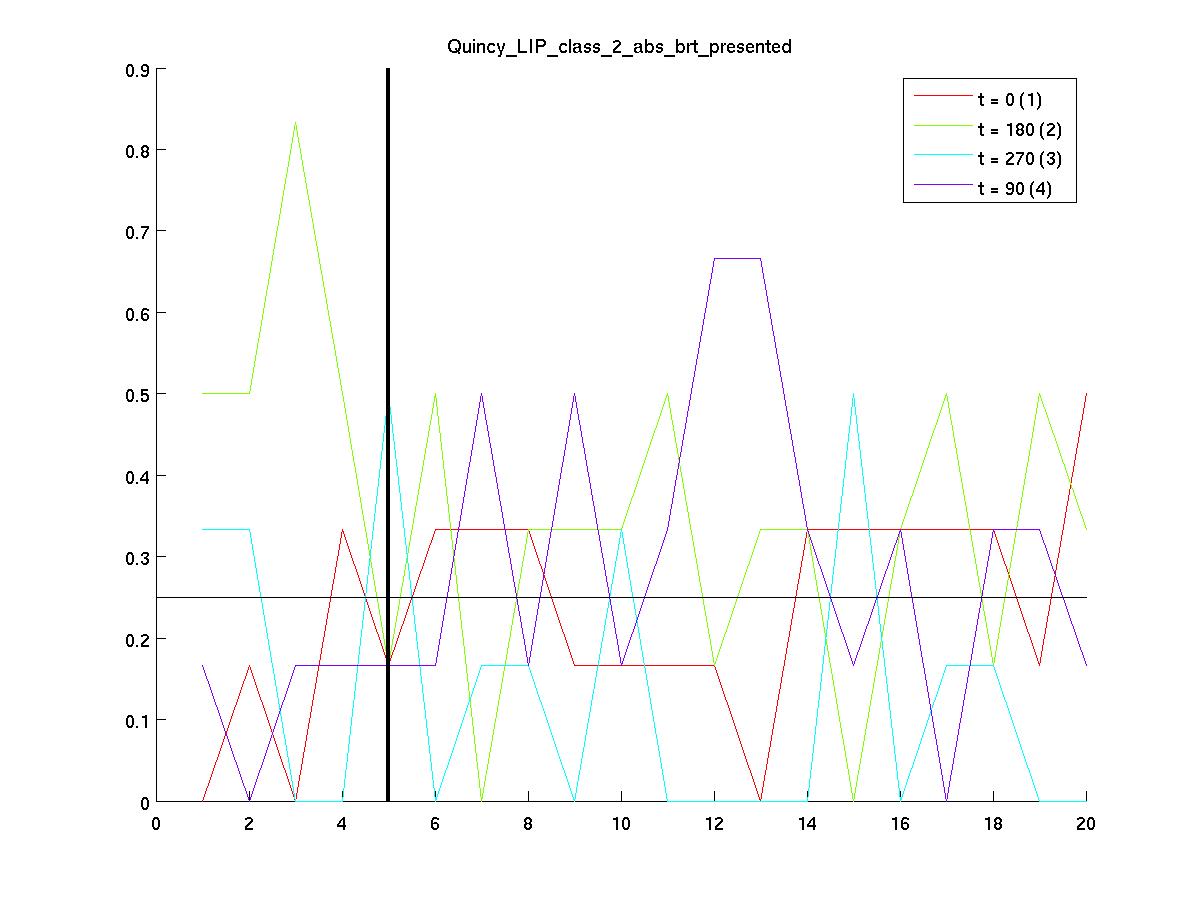 Quincy_LIP_class_2_abs_brt_presented
t = 0 (1)
t = 180 (2)
t = 270 (3)
t = 90 (4)
0.9
0.8
0.7
0.6
0.5
0.4
0.3
0.2
0.1
0
0 2 4 6 8 10 12 14 16 18 20